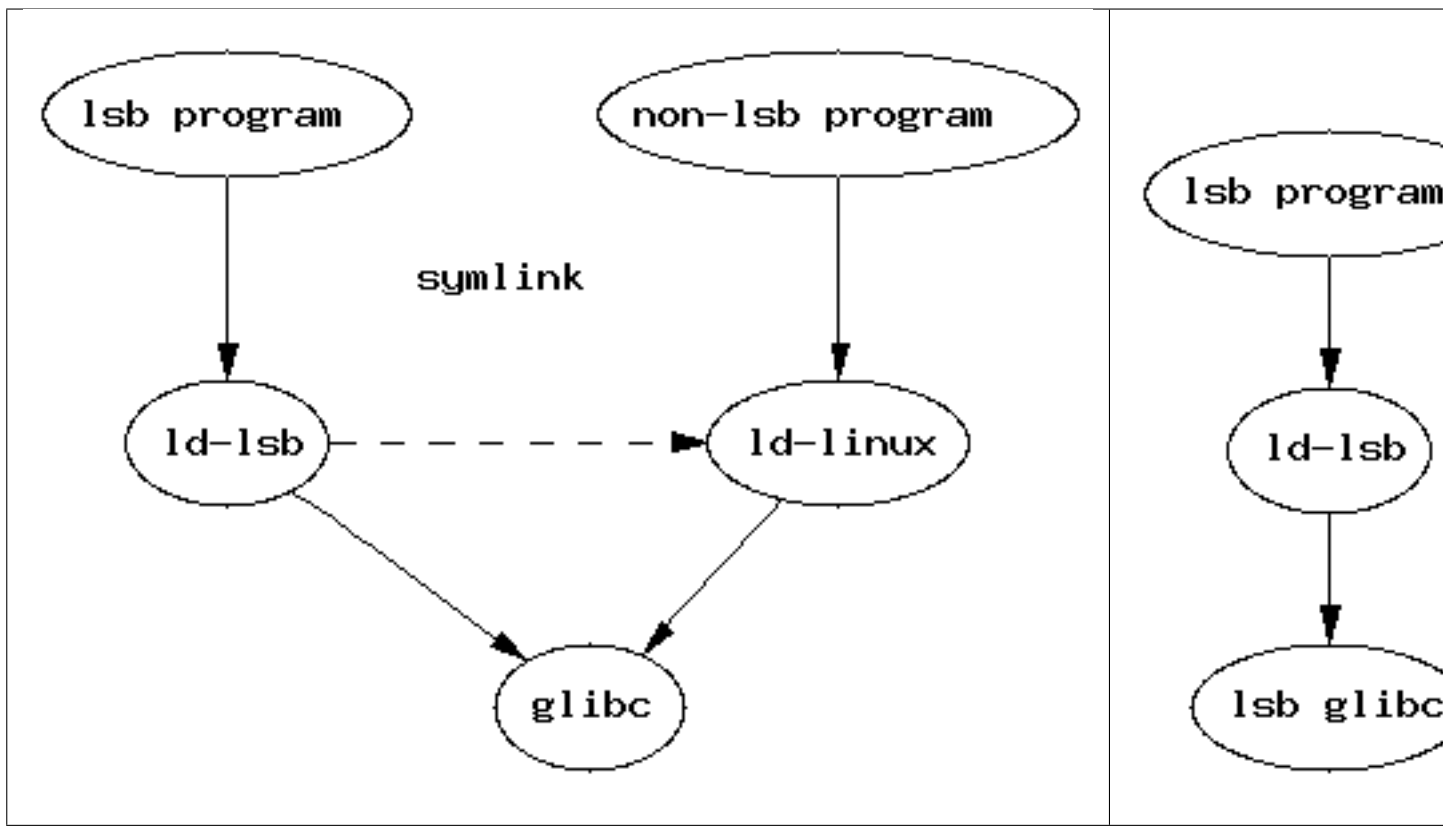 lsb program
non-lsb program
symlink
ld-lsb
ld-linux
glibc
lsb program
ld-lsb
lsb glibc